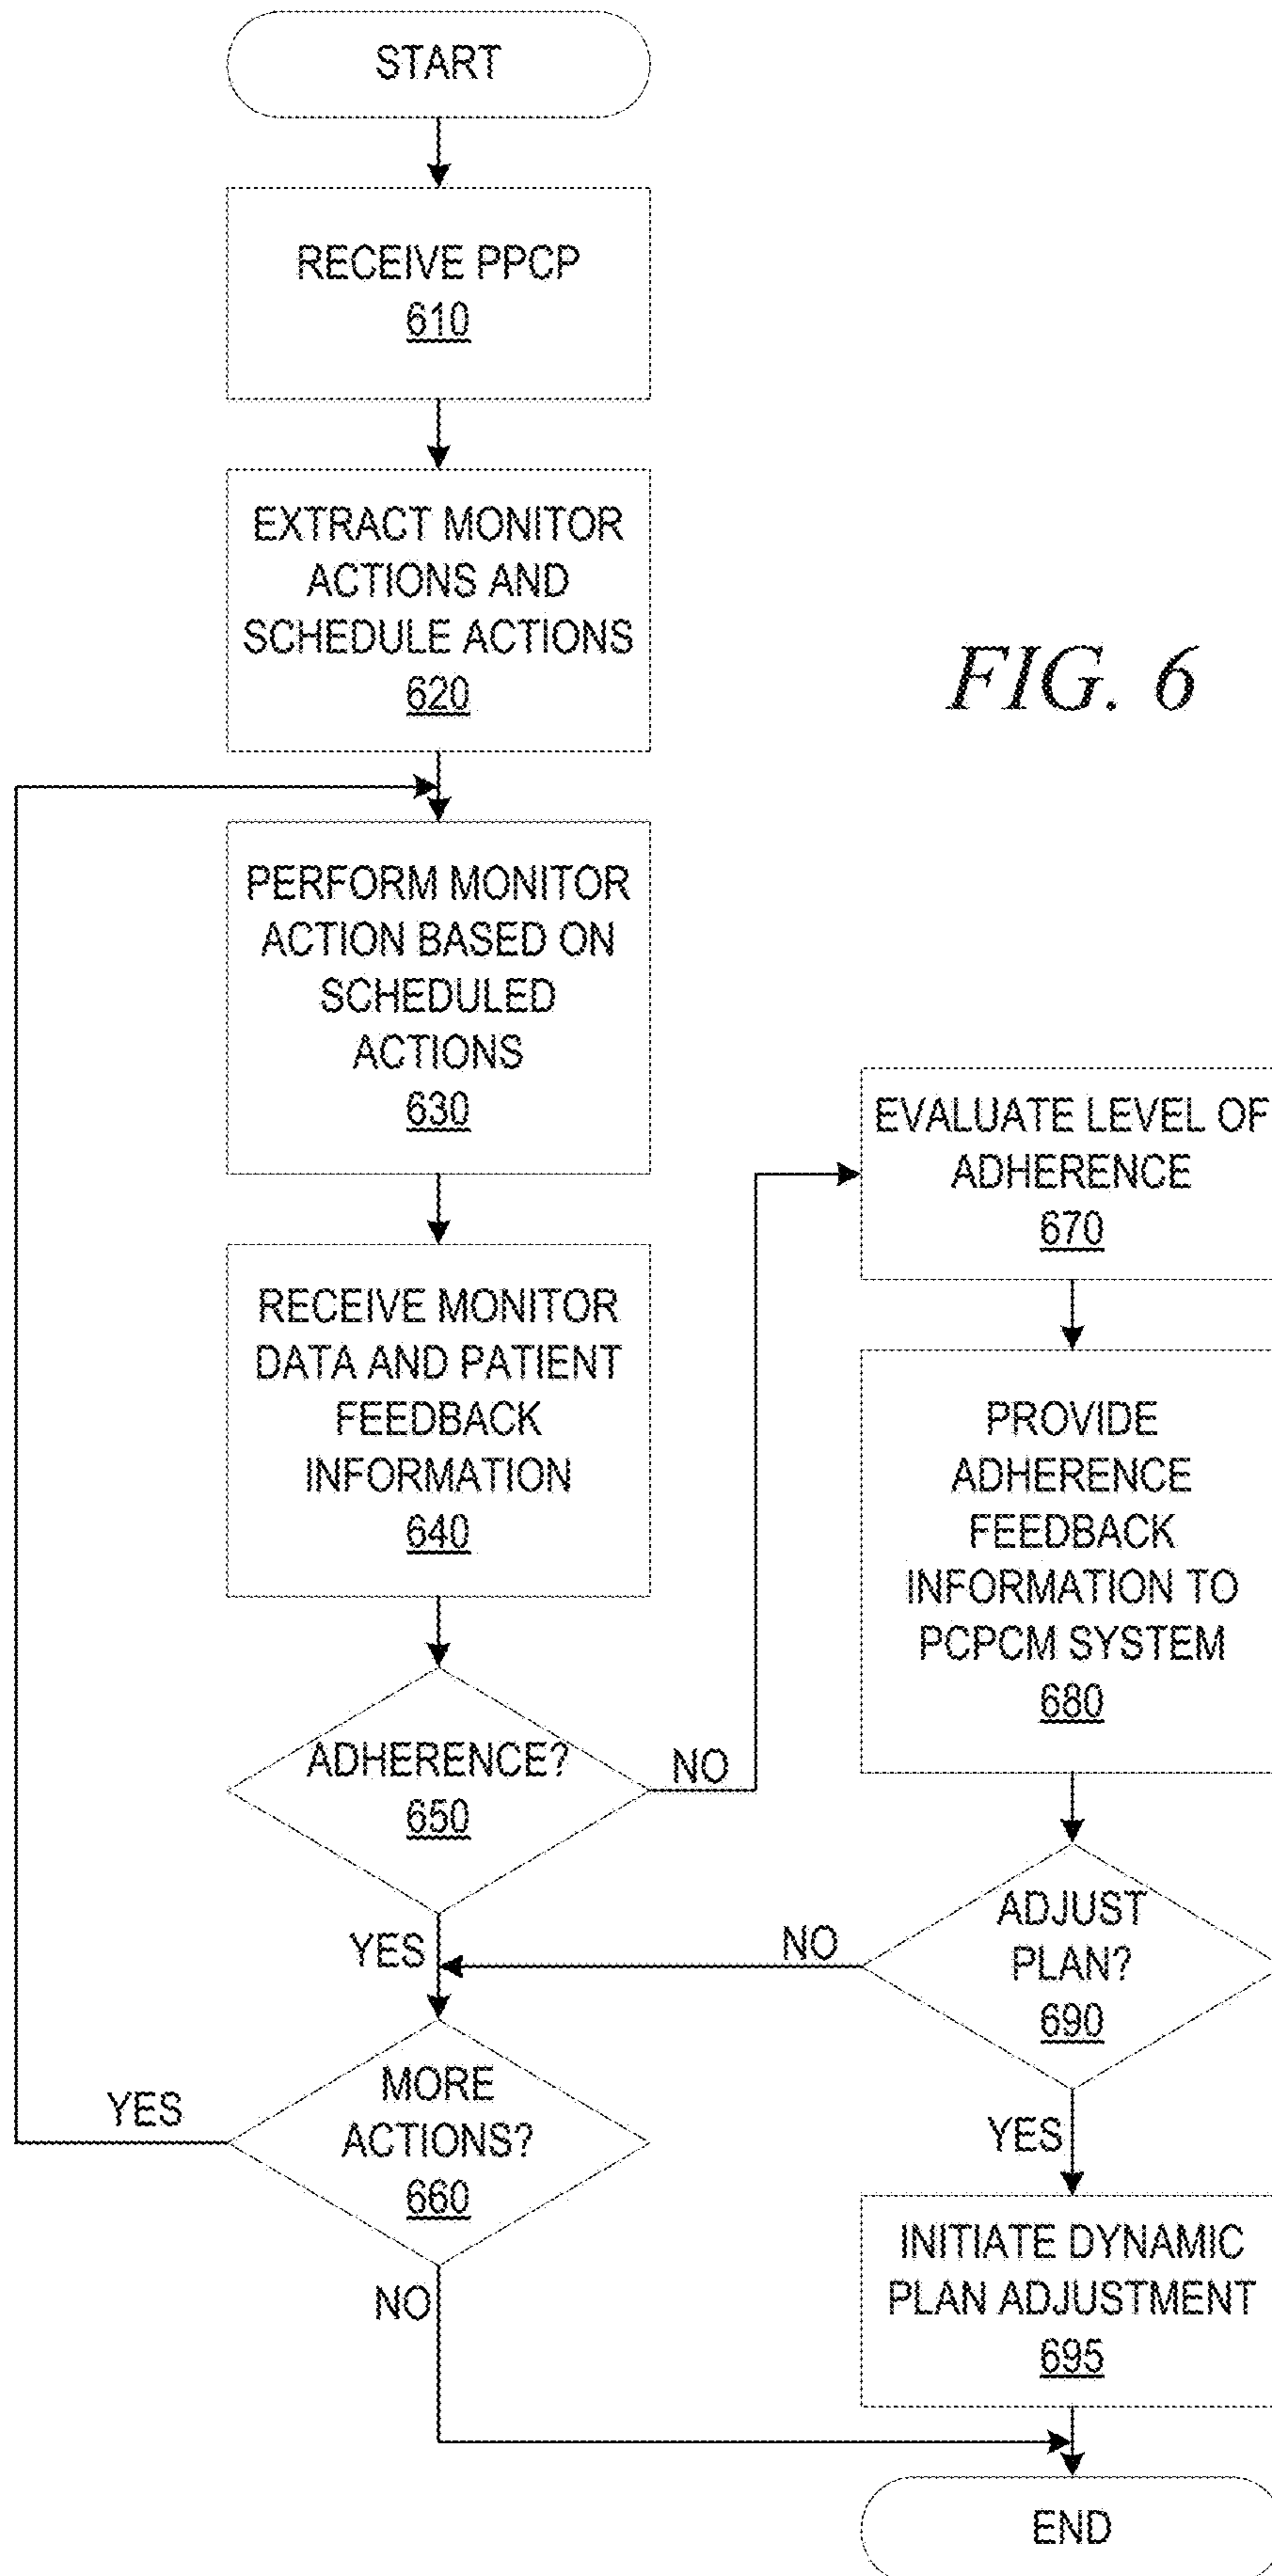 START
RECEIVE PPCP
610
EXTRACT MONITOR
ACTIONS AND
SCHEDULE ACTIONS
620
FIG. 6
PERFORM MONITOR
ACTION BASED ON
SCHEDULED
ACTIONS
630
RECEIVE MONITOR
DATA AND PATIENT
FEEDBACK
INFORMATION
640
ADHERENCE?
650
NO
YES
MORE
ACTIONS?
660
YES
NO
EVALUATE LEVEL OF
ADHERENCE
670
PROVIDE
ADHERENCE
FEEDBACK
INFORMATION TO
PCPCM SYSTEM
680
ADJUST
PLAN?
690
NO
YES
INITIATE DYNAMIC
PLAN ADJUSTMENT
695
END